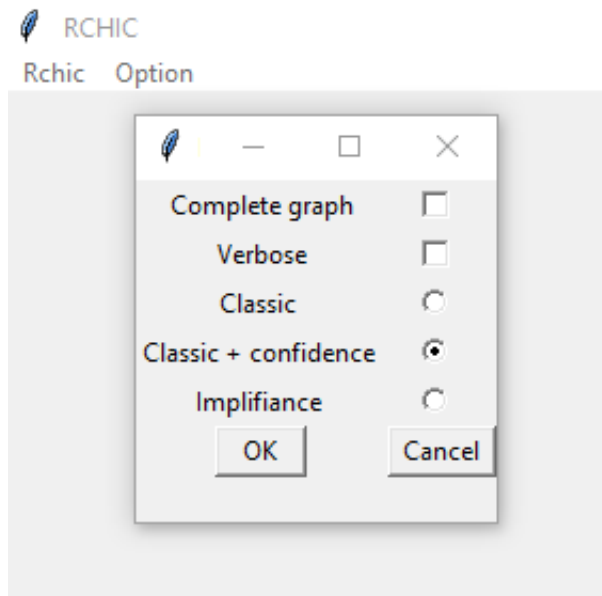 RCHIC
Rchic Option
Complete graph
Verbose
Classic
Classic + confidence
Implifiance
OK Cancel